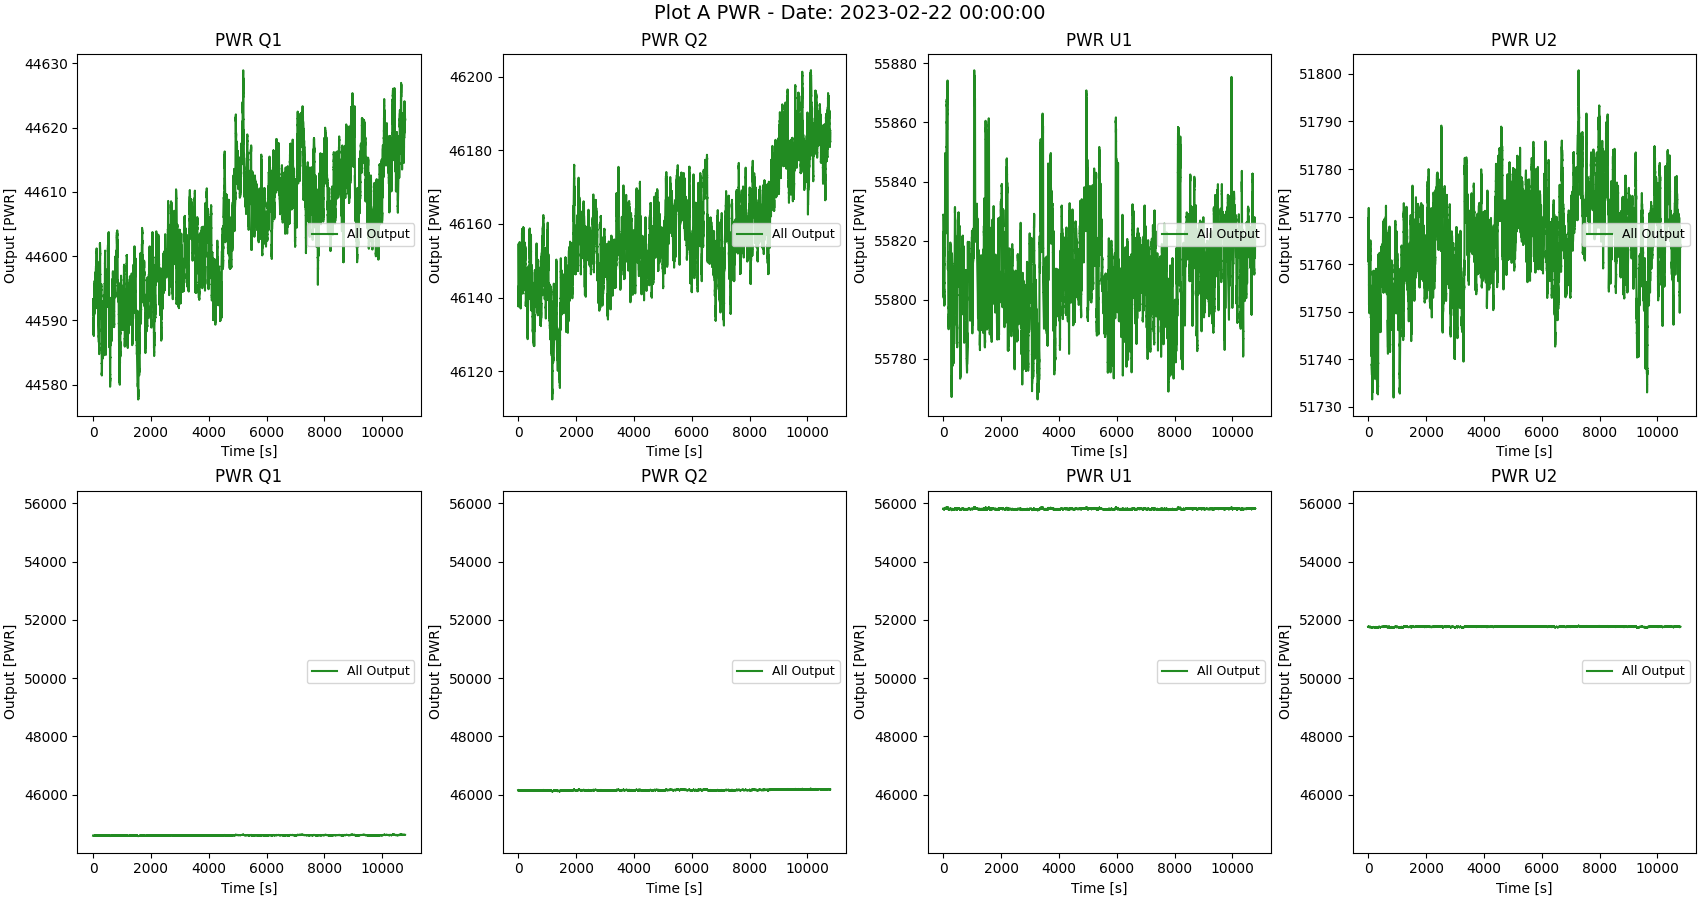 Plot A PWR - Date: 2023-02-22 00:00:00
PWR Q1
44630
44620
44610
44600
44590
44580
Output [PWR]
All Output
0 2000 4000 6000 8000 10000
Time [s]
PWR Q2
46200
46180
46160
46140
46120
Output [PWR]
All Output
0 2000 4000 6000 8000 10000
Time [s]
PWR U1
55880
55860
55840
55820
55800
55780
Output [PWR]
All Output
0 2000 4000 6000 8000 10000
Time [s]
PWR U2
51800
51790
51780
51770
51760
51750
51740
51730
Output [PWR]
All Output
0 2000 4000 6000 8000 10000
Time [s]
PWR Q1
56000
54000
52000
50000
48000
46000
Output [PWR]
All Output
0 2000 4000 6000 8000 10000
Time [s]
PWR Q2
56000
54000
52000
50000
48000
46000
Output [PWR]
All Output
0 2000 4000 6000 8000 10000
Time [s]
PWR U1
56000
54000
52000
50000
48000
46000
Output [PWR]
All Output
0 2000 4000 6000 8000 10000
Time [s]
PWR U2
56000
54000
52000
50000
48000
46000
Output [PWR]
All Output
0 2000 4000 6000 8000 10000
Time [s]